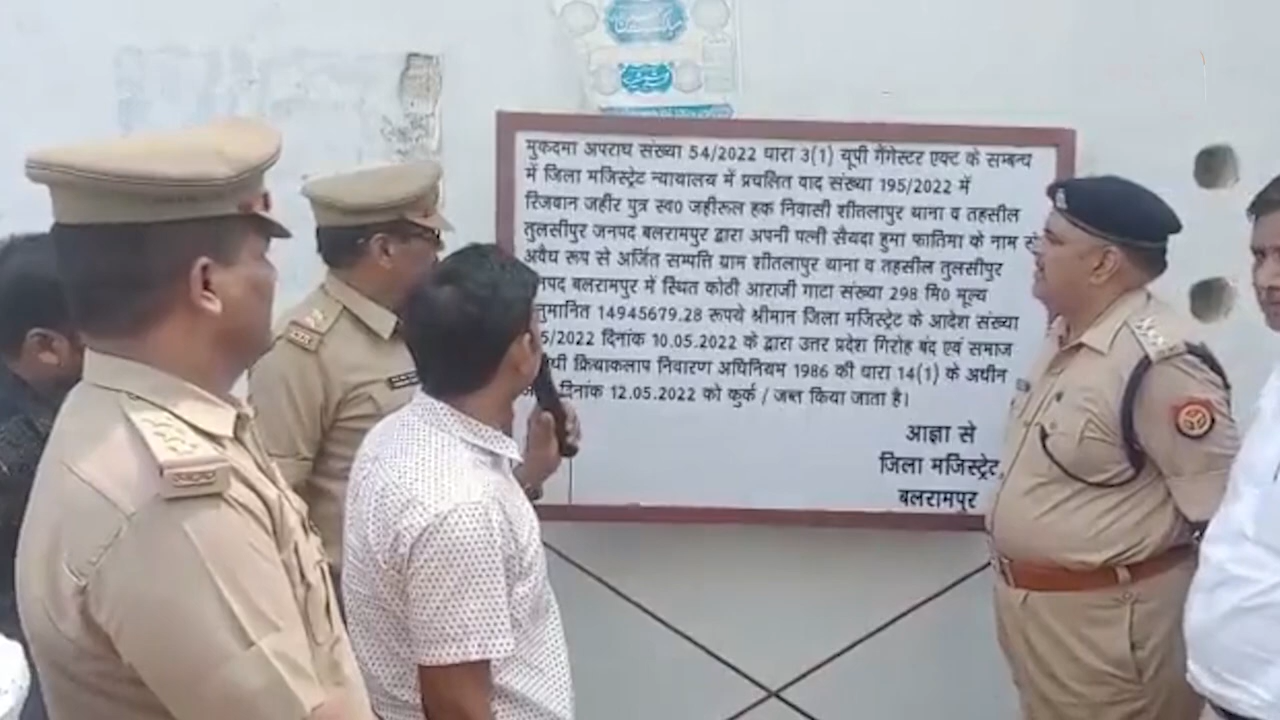 मुकदमा अपराध संख्या 54/2022 धारा 3(1) यूपी गैंगेस्टर एक्ट के सम्बन्ध
में जिला मजिस्ट्रेट न्यायालय में प्रचलित वाद संख्या 195/2022 में
रिजवान जहीर पुत्र स्व0 जहीरूल हक निवासी शीतलापुर थाना व तहसील
तुलसीपुर जनपद बलरामपुर द्वारा अपनी पत्नी सैयदा हुमा फातिमा के नाम
अवैध रूप से अर्जित सम्पत्ति ग्राम शीतलापुर थाना व तहसील तुलसीपुर
बलरामपुर में स्थित कोठी आराजी गाटा संख्या 298 मि0 मूल्य
14945679.28 रूपये श्रीमान जिला मजिस्ट्रेट के आदेश संख्या
5/2022 दिनांक 10.05.2022 के द्वारा उत्तर प्रदेश गिरोह बंद एवं समाज
क्रियाकलाप निवारण अधिनियम 1986 की धारा 14(1) के अधीन
दिनांक 12.05.2022 को कुर्क / जब्त किया जाता है।
आज्ञा से
जिला मजिस्ट्रेट,
बलरामपुर